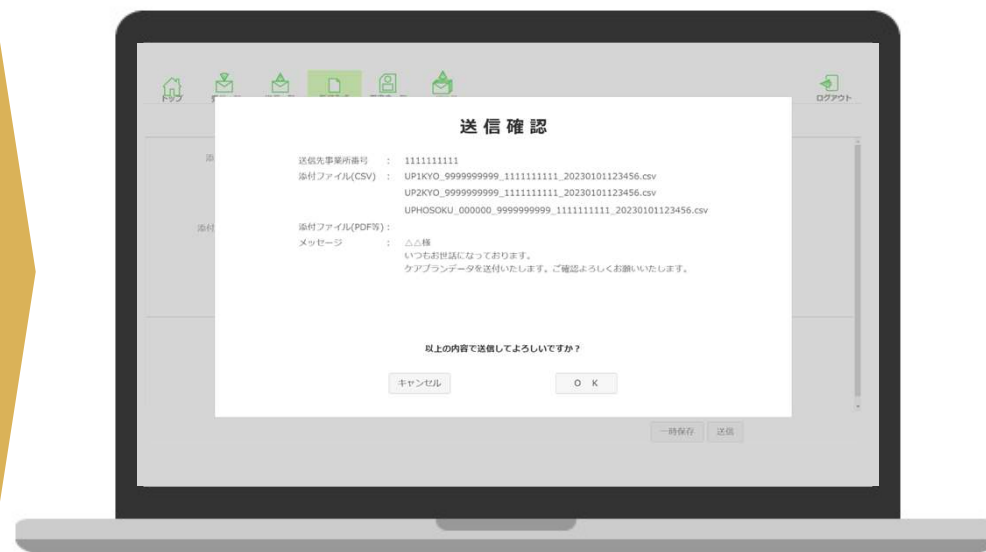 トップ
ログアウト
送信確認
送信先事業所番号 : 1111111111
添付ファイル(CSV) : UP1KYO_9999999999_1111111111_20230101123456.csv
UP2KYO_9999999999_1111111111_20230101123456.csv
UPHOSOKU_000000_9999999999_1111111111_20230101123456.csv
添付ファイル(PDF等) :
メッセージ : △△様
いつもお世話になっております。
ケアプランデータを送付いたします。ご確認よろしくお願いいたします。
以上の内容で送信してよろしいですか？
キャンセル O K
一時保存 送信